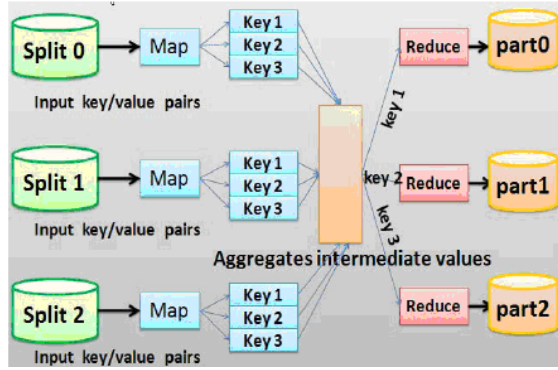 Split 0
Map
Key 1
Key 2
Key 3
Input key/value pairs
Split 1
Map
Key 1
Key 2
Key 3
Input key/value pairs
Split 2
Map
Key 1
Key 2
Key 3
Input key/value pairs
Aggregates intermediate values
key 1
key 2
key 3
Reduce
part0
Reduce
part1
Reduce
part2